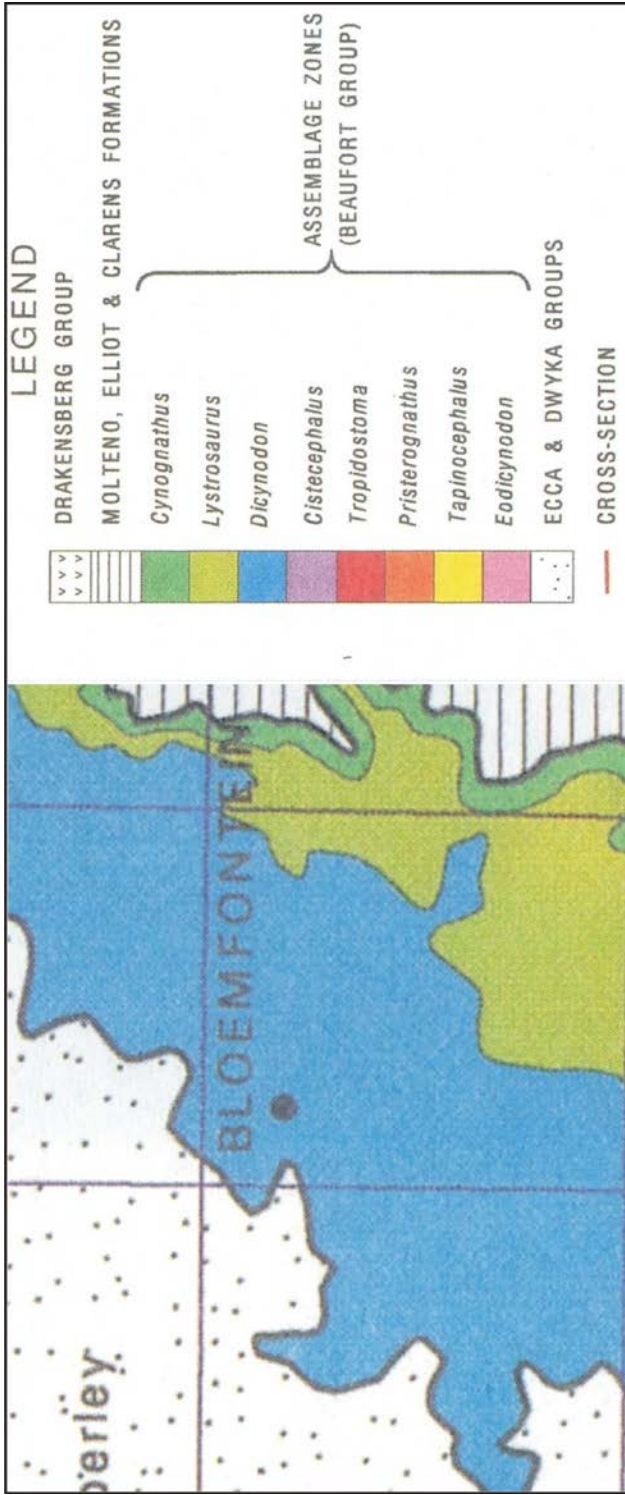 LEGEND
DRAKENSBERG GROUP
MOLTENO, ELLIOT & CLARENS FORMATIONS
Cynognathus
Lystrosaurus
Dicynodon
Cistecephalus
Tropidostoma
Pristerognathus
Tapinocephalus
Eodicynodon
ASSEMBLAGE ZONES
(BEAUFORT GROUP)
ECCA & DWYKA GROUPS
CROSS-SECTION
perley
BLOEMFONTEIN